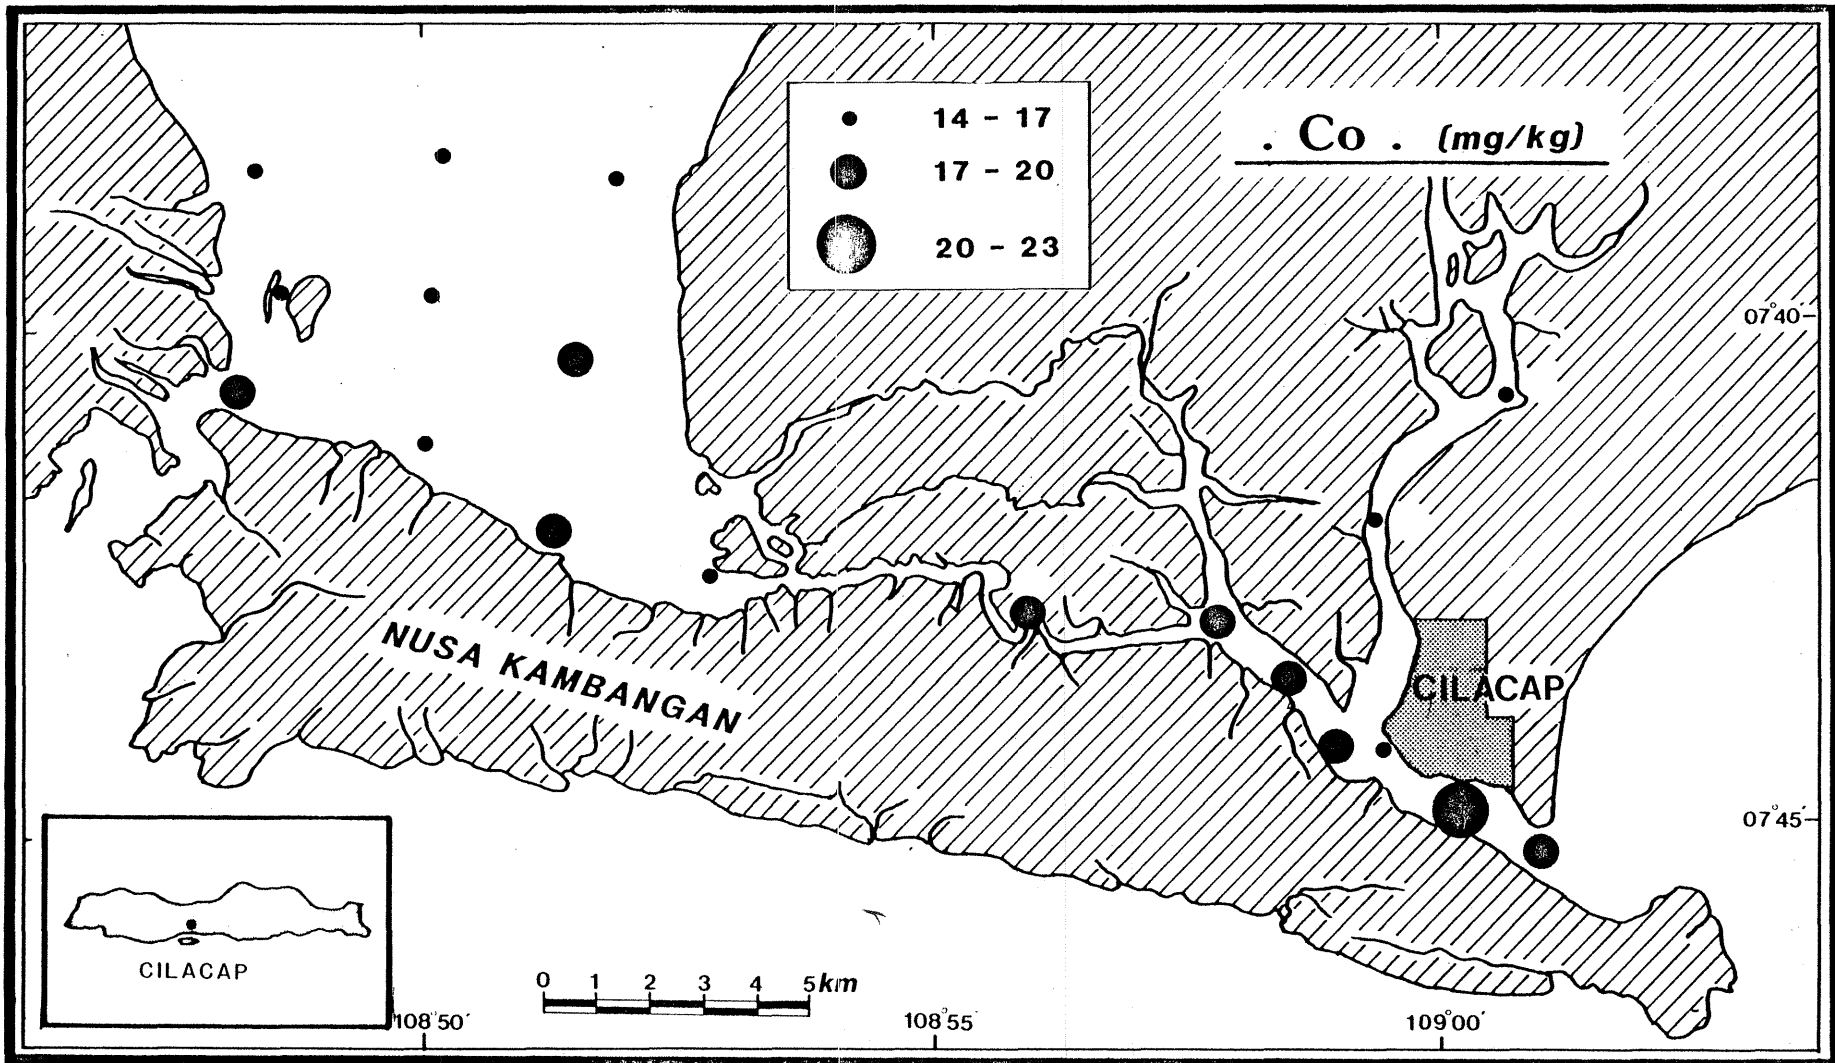 14 - 17
17 - 20
20 - 23
. Co . (mg/kg)
07°40'
NUSA KAMBANGAN
CILACAP
07°45'
CILACAP
0 1 2 3 4 5 km
108°50'
108°55'
109°00'